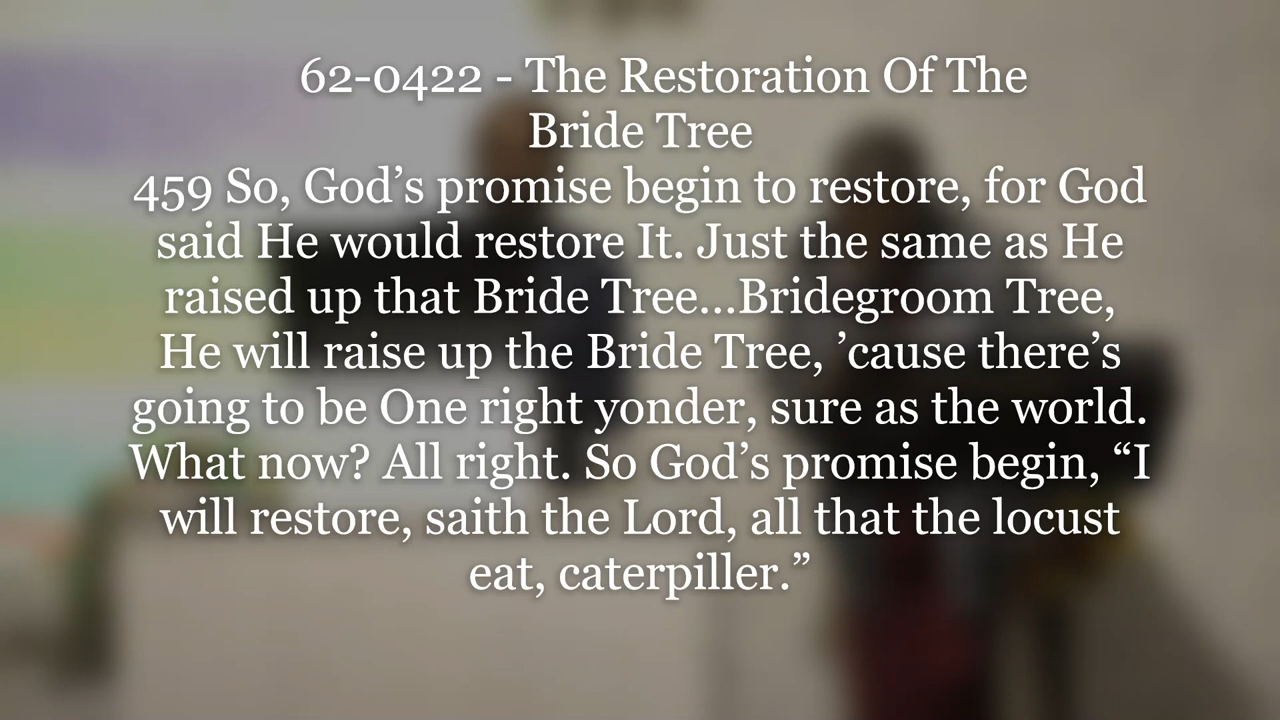 62-0422 - The Restoration Of The
Bride Tree
459 So, God’s promise begin to restore, for God
said He would restore It. Just the same as He
raised up that Bride Tree...Bridegroom Tree,
He will raise up the Bride Tree, ’cause there’s
going to be One right yonder, sure as the world.
What now? All right. So God’s promise begin, “I
will restore, saith the Lord, all that the locust
eat, caterpiller.”